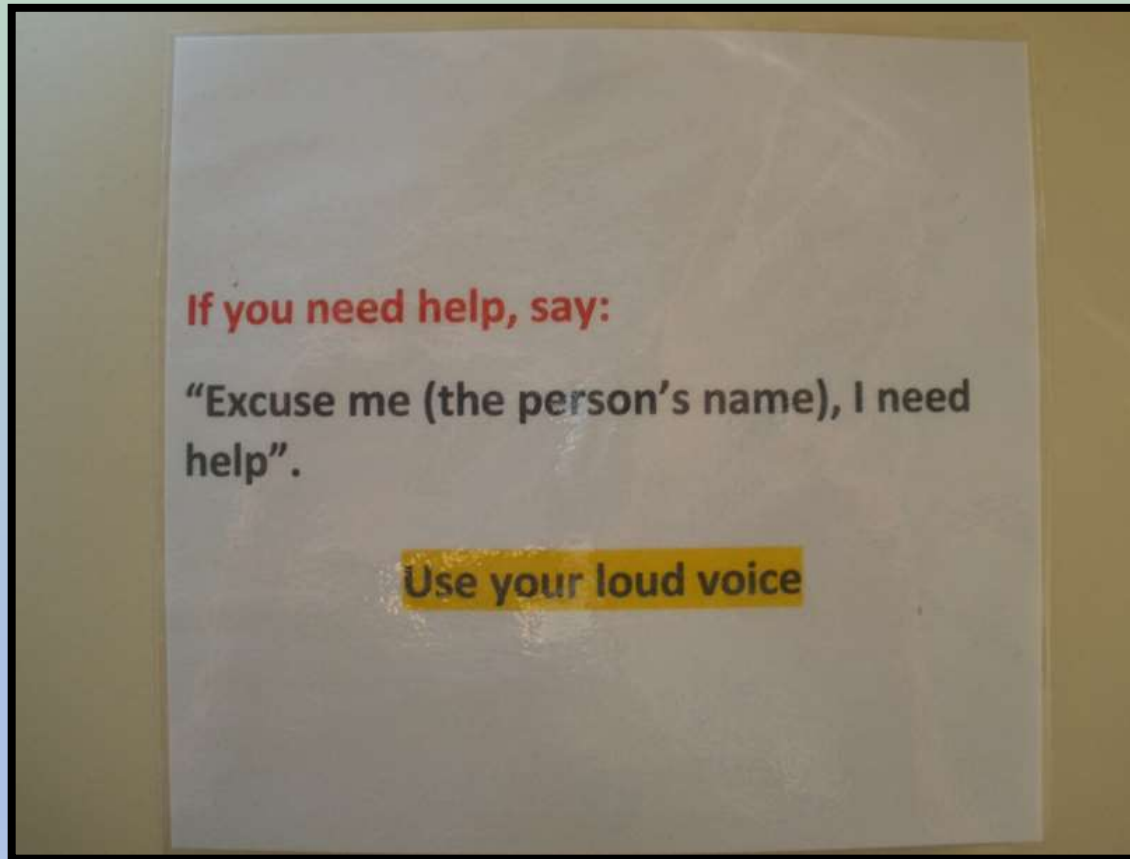 If you need help, say:
“Excuse me (the person’s name), I need
help”.
Use your loud voice